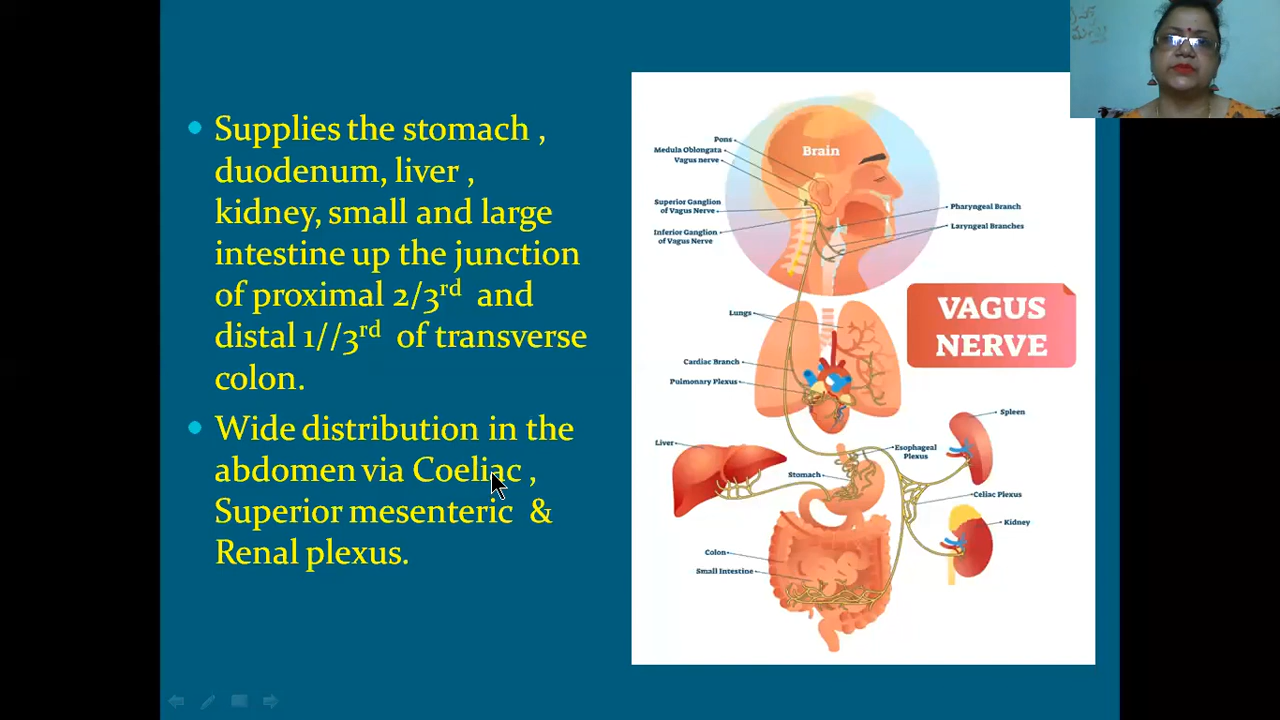 Supplies the stomach ,
duodenum, liver ,
kidney, small and large
intestine up the junction
of proximal 2/3rd and
distal 1//3rd of transverse
colon.
Wide distribution in the
abdomen via Coeliac ,
Superior mesenteric &
Renal plexus.
Brain
Pons
Medula Oblongata
Vagus nerve
Superior Ganglion
of Vagus Nerve
Inferior Ganglion
of Vagus Nerve
Pharyngeal Branch
Laryngeal Branches
VAGUS
NERVE
Lungs
Cardiac Branch
Pulmonary Plexus
Liver
Stomach
Esophageal
Plexus
Spleen
Celiac Plexus
Kidney
Colon
Small Intestine